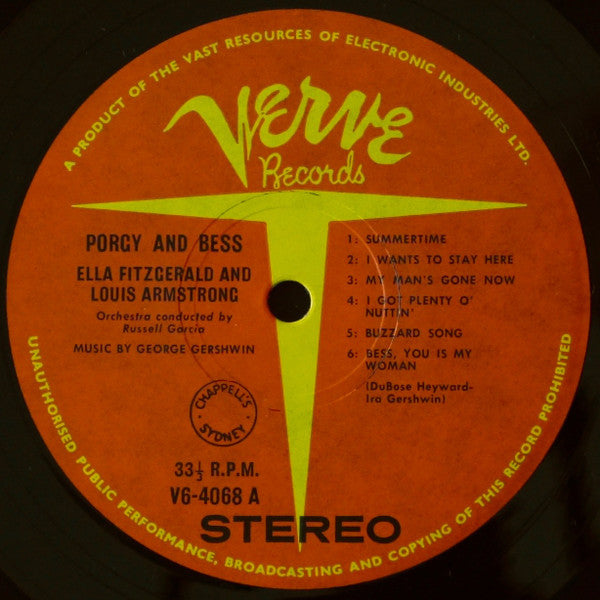 A PRODUCT OF THE VAST RESOURCES OF ELECTRONIC INDUSTRIES LTD.
Verve
Records
PORGY AND BESS
ELLA FITZGERALD AND
LOUIS ARMSTRONG
Orchestra conducted by
Russell Garcia
MUSIC BY GEORGE GERSHWIN
1: SUMMERTIME
2: I WANTS TO STAY HERE
3: MY MAN'S GONE NOW
4: I GOT PLENTY O'
NUTTIN'
5: BUZZARD SONG
6: BESS, YOU IS MY
WOMAN
(DuBose Heyward-
Ira Gershwin)
CHAPPELL'S
SYDNEY
33⅓ R.P.M.
V6-4068 A
STEREO
UNAUTHORISED PUBLIC PERFORMANCE, BROADCASTING AND COPYING OF THIS RECORD PROHIBITED